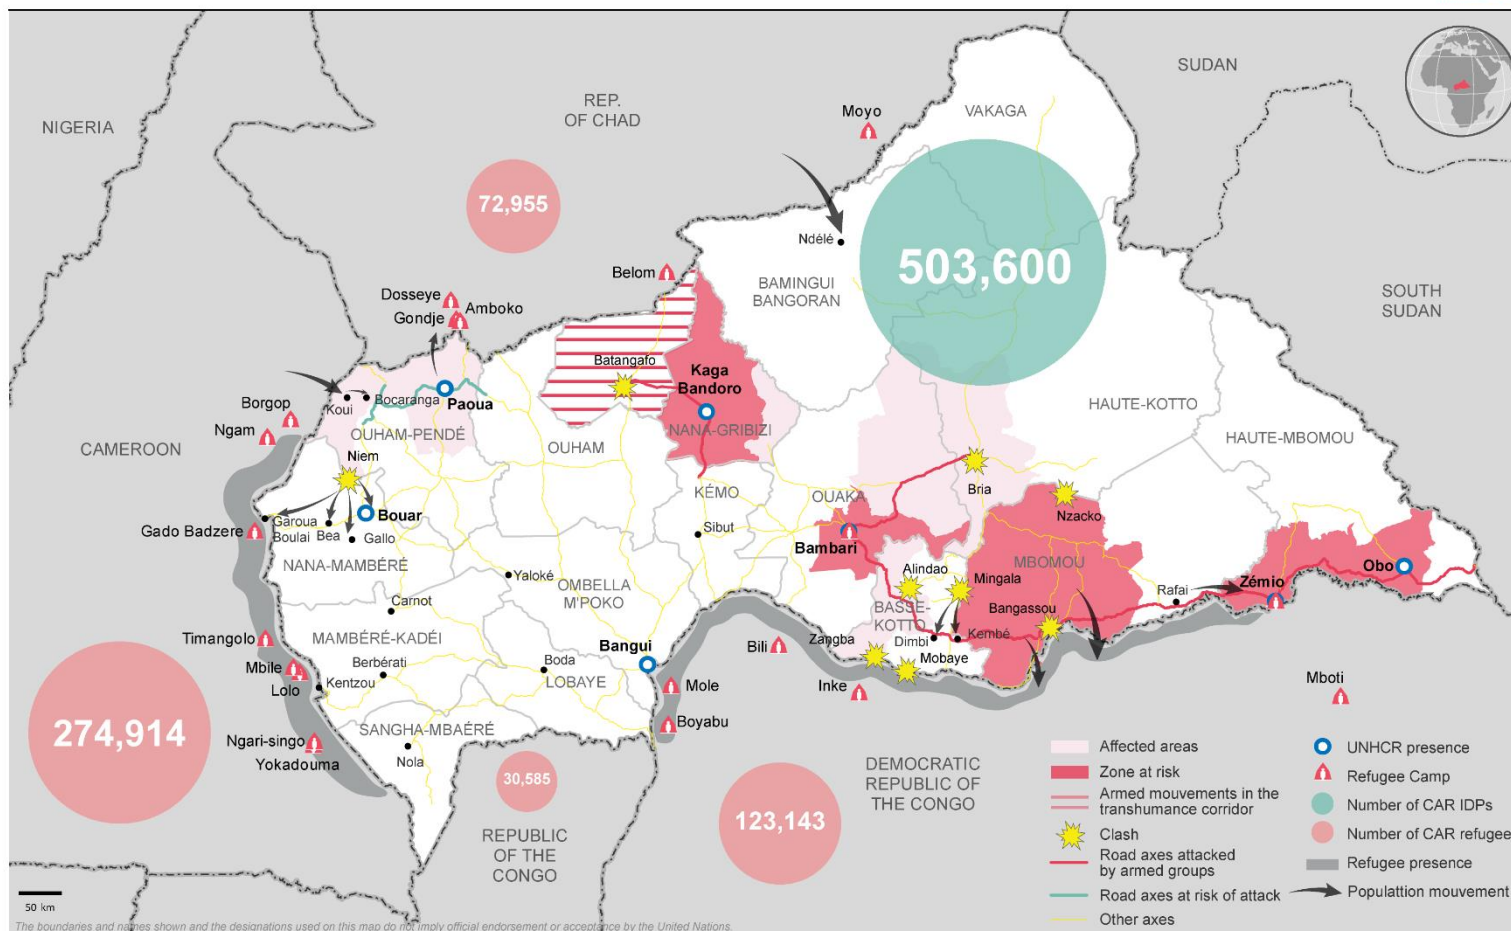 SUDAN
Moyo
VAKAGA
REP.
OF CHAD
NIGERIA
72,955
Ndélé
503,600
Belom
BAMINGUI
BANGORAN
SOUTH
SUDAN
Dosseye
Amboko
Gondje
Batangafo
Kaga
Bandoro
Koui
Bocaranga
Paoua
Borgop
Ngam
HAUTE-KOTTO
NANA-GRIBIZI
OUHAM-PENDÉ
HAUTE-MBOMOU
CAMEROON
OUHAM
Niem
KÉMO
OUAKA
Bria
Nzacko
Bouar
Garoua
Boulai
Bea
Gallo
Gado Badzere
Sibut
Bambari
NANA-MAMBÉRÉ
Alindao
Mingala
MBOMOU
Obo
Yaloké
OMBELLA
M'POKO
Zémio
Rafai
Carnot
BASSE-
KOTTO
Bangassou
Timangolo
MAMBÉRÉ-KADÉI
Zangba
Dimbi
Kembé
Bangui
Bili
Mobaye
Berbérati
Boda
Mbile
Lolo
Kentzou
LOBAYE
Mole
Inke
Mboti
274,914
SANGHA-MBAÉRÉ
Boyabu
Ngari-singo
Yokadouma
Nola
30,585
123,143
DEMOCRATIC
REPUBLIC OF
THE CONGO
REPUBLIC
OF THE
CONGO
Affected areas
Zone at risk
Armed mouvements in the
transhumance corridor
Clash
Road axes attacked
by armed groups
Road axes at risk of attack
Other axes
UNHCR presence
Refugee Camp
Number of CAR IDPs
Number of CAR refugee
Refugee presence
Population mouvement
50 km
The boundaries and names shown and the designations used on this map do not imply official endorsement or acceptance by the United Nations.